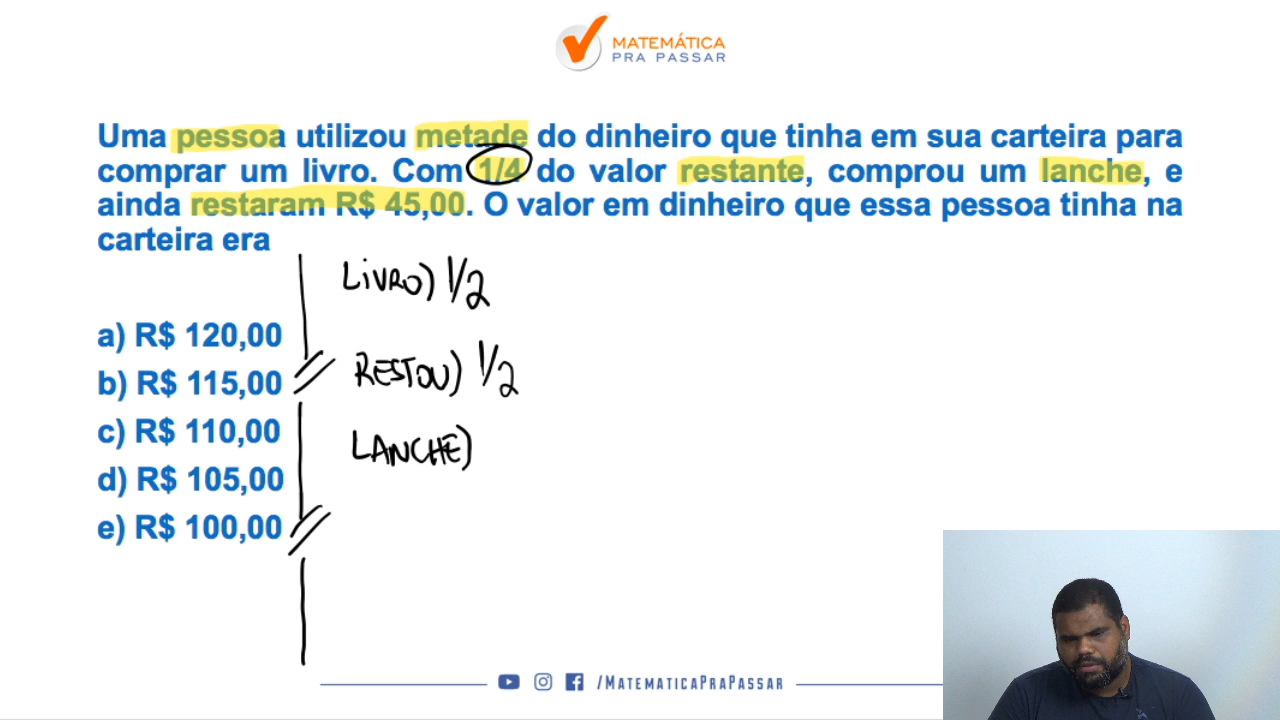 MATEMÁTICA
PRA PASSAR
Uma pessoa utilizou metade do dinheiro que tinha em sua carteira para
comprar um livro. Com 1/4 do valor restante, comprou um lanche, e
ainda restaram R$ 45,00. O valor em dinheiro que essa pessoa tinha na
carteira era
a) R$ 120,00
b) R$ 115,00
c) R$ 110,00
d) R$ 105,00
e) R$ 100,00
LIVRO) 1/2
RESTOU) 1/2
LANCHE)
/MATEMATICAPRAPASSAR